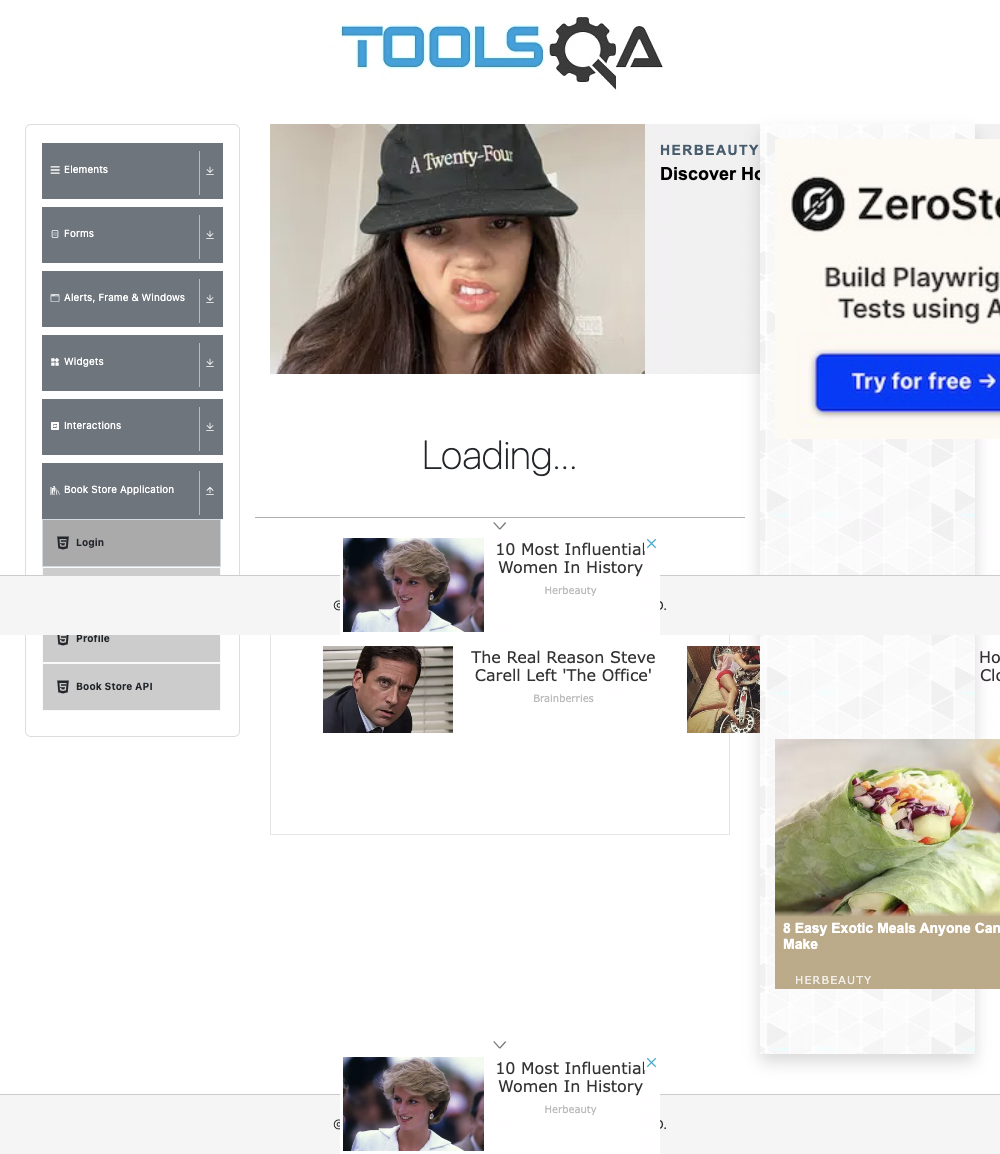 TOOLSQA
Elements
Forms
Alerts, Frame & Windows
Widgets
Interactions
Book Store Application
Login
Profile
Book Store API
A Twenty-Four
HERBEAUTY
Discover Ho
ZeroSte
Build Playwrig
Tests using A
Try for free →
Loading...
10 Most Influential
Women In History
Herbeauty
The Real Reason Steve
Carell Left 'The Office'
Brainberries
Ho
Clo
8 Easy Exotic Meals Anyone Can
Make
HERBEAUTY
10 Most Influential
Women In History
Herbeauty